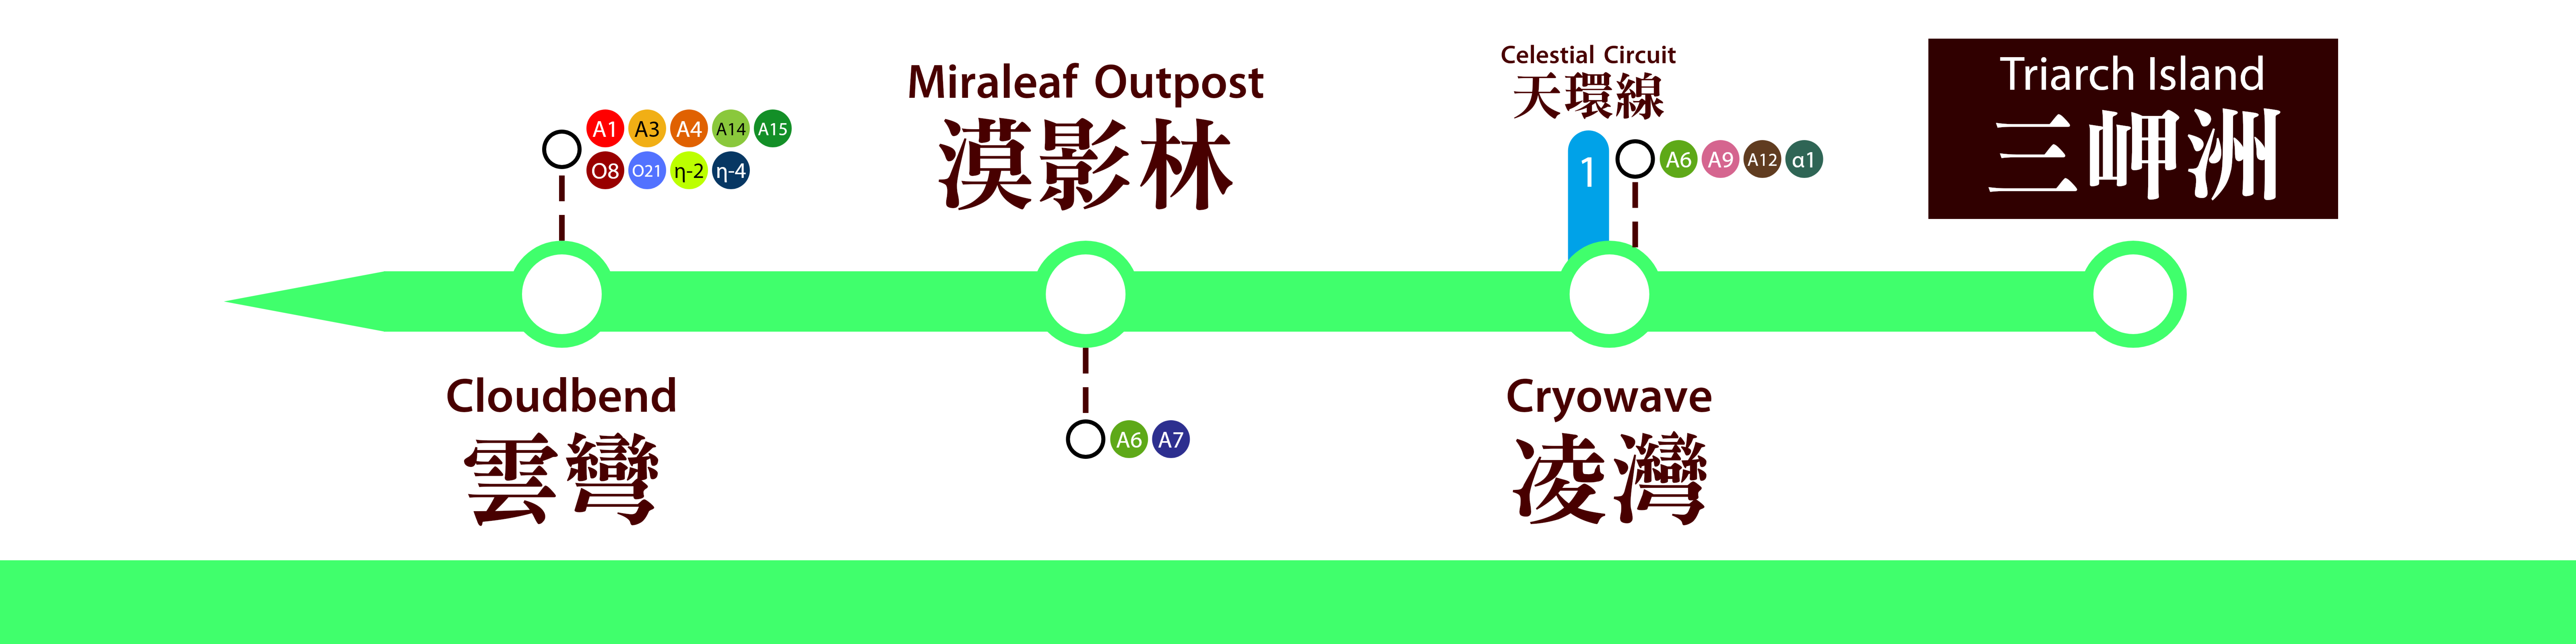 A1 A3 A4 A14 A15
O8 O21 η-2 η-4
Cloudbend
雲彎
Miraleaf Outpost
漠影林
A6 A7
Celestial Circuit
天環線
1
A6 A9 A12 α1
Cryowave
凌灣
Triarch Island
三岬洲